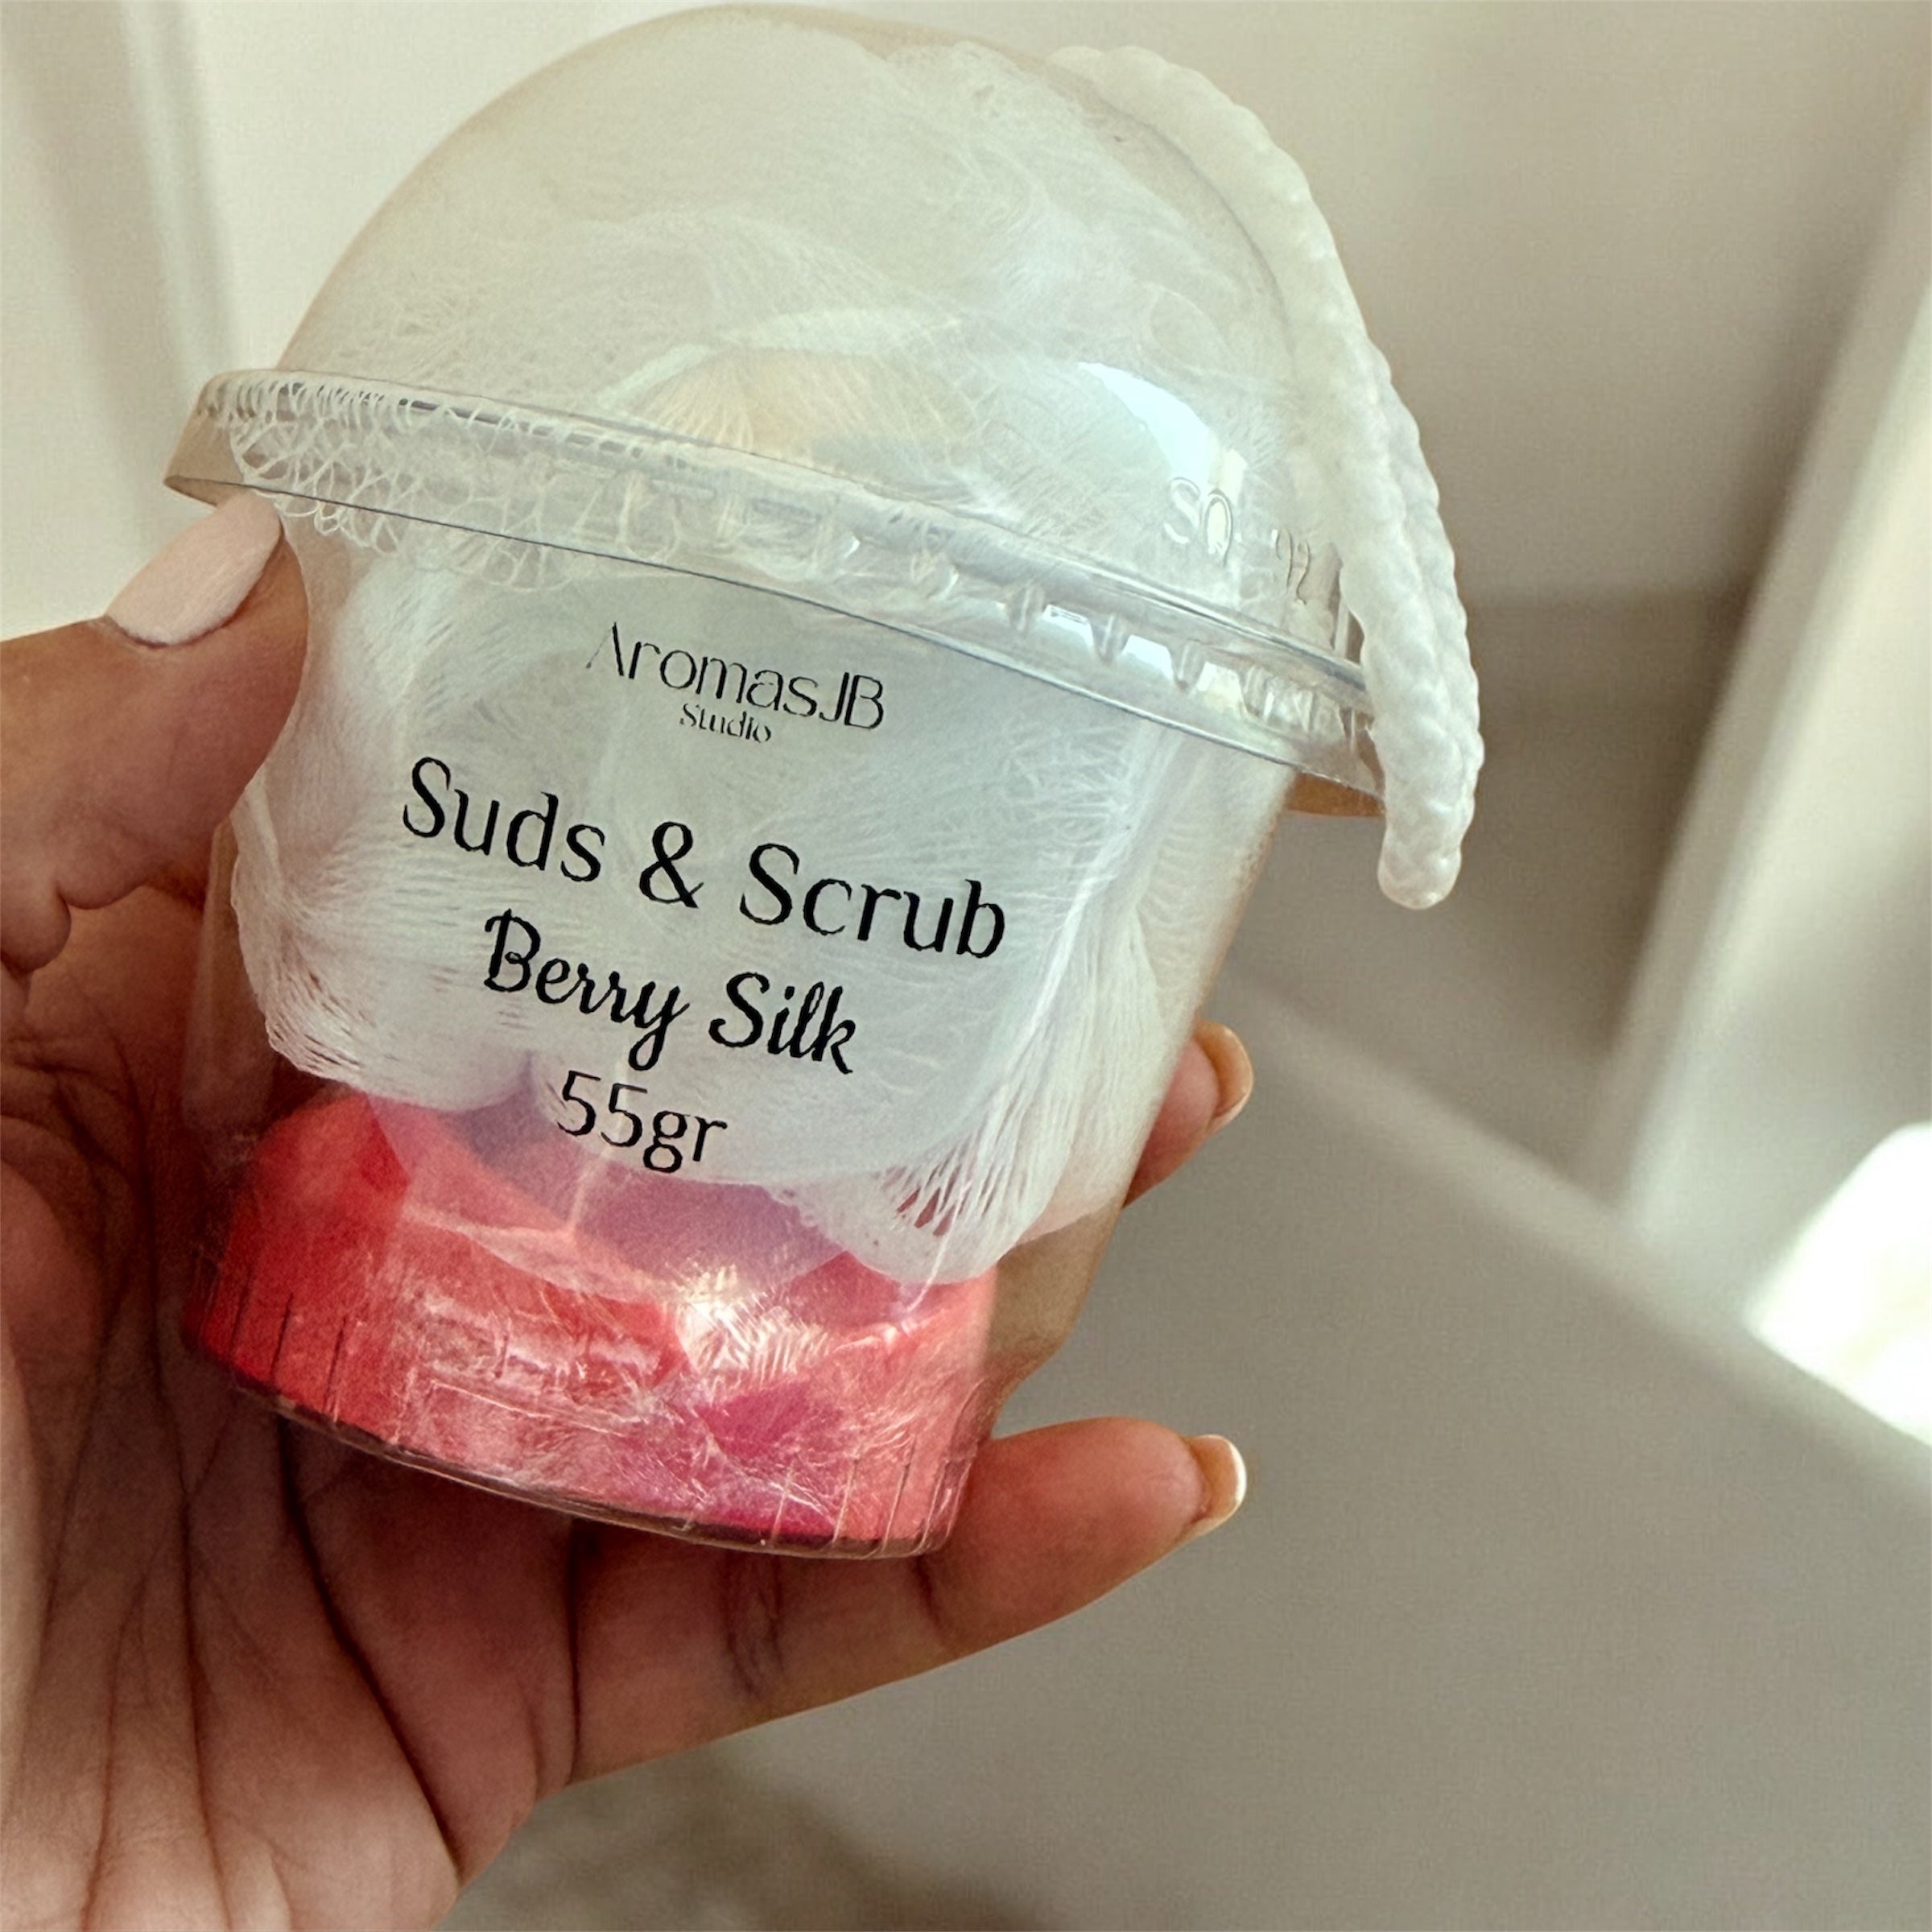 AromasJB
Studio
Suds & Scrub
Berry Silk
55gr